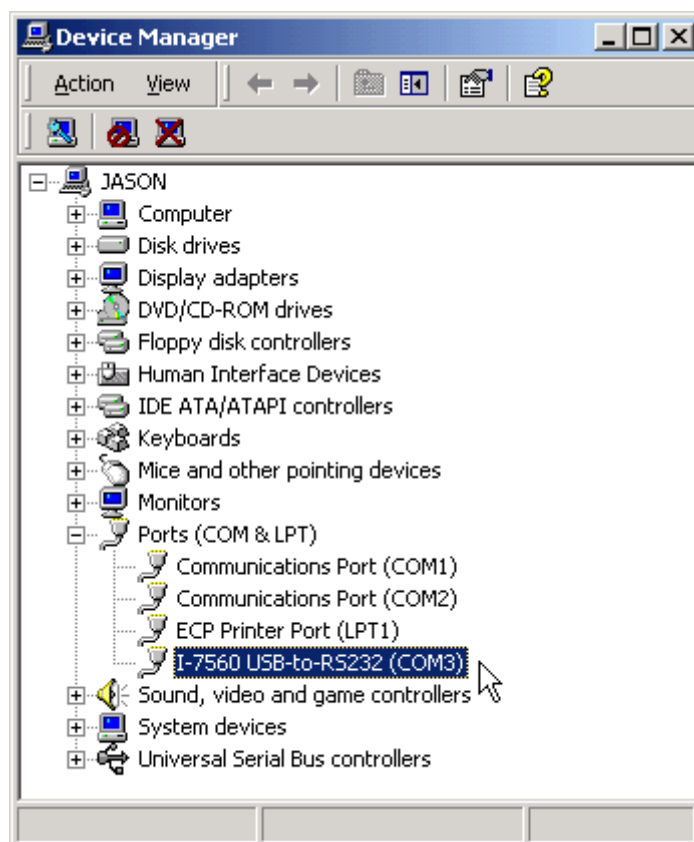 Device Manager
Action View
JASON
Computer
Disk drives
Display adapters
DVD/CD-ROM drives
Floppy disk controllers
Human Interface Devices
IDE ATA/ATAPI controllers
Keyboards
Mice and other pointing devices
Monitors
Ports (COM & LPT)
Communications Port (COM1)
Communications Port (COM2)
ECP Printer Port (LPT1)
I-7560 USB-to-RS232 (COM3)
Sound, video and game controllers
System devices
Universal Serial Bus controllers